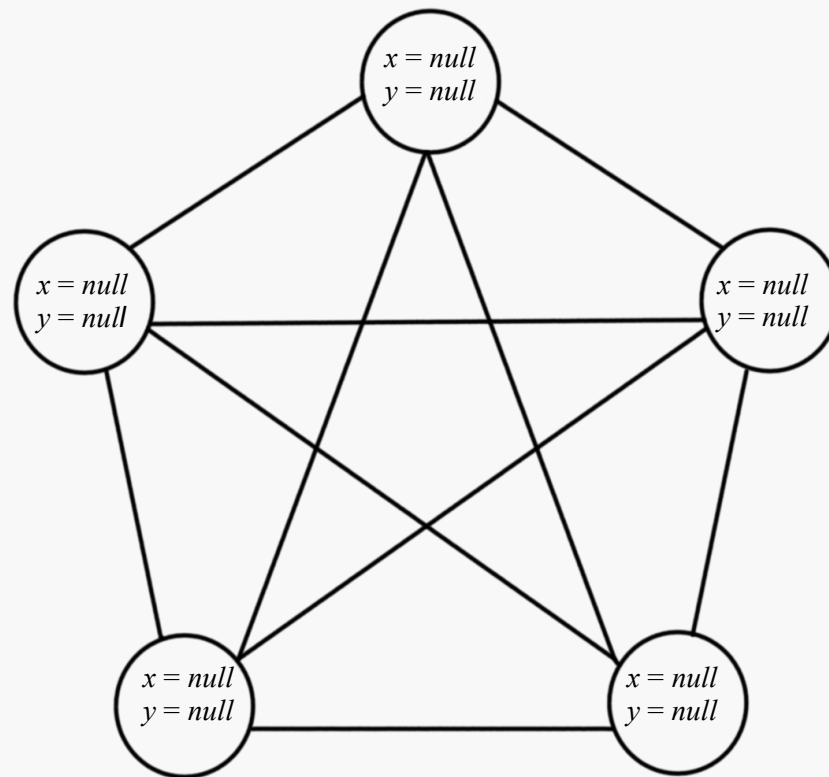 x = null
y = null
x = null
y = null
x = null
y = null
x = null
y = null
x = null
y = null